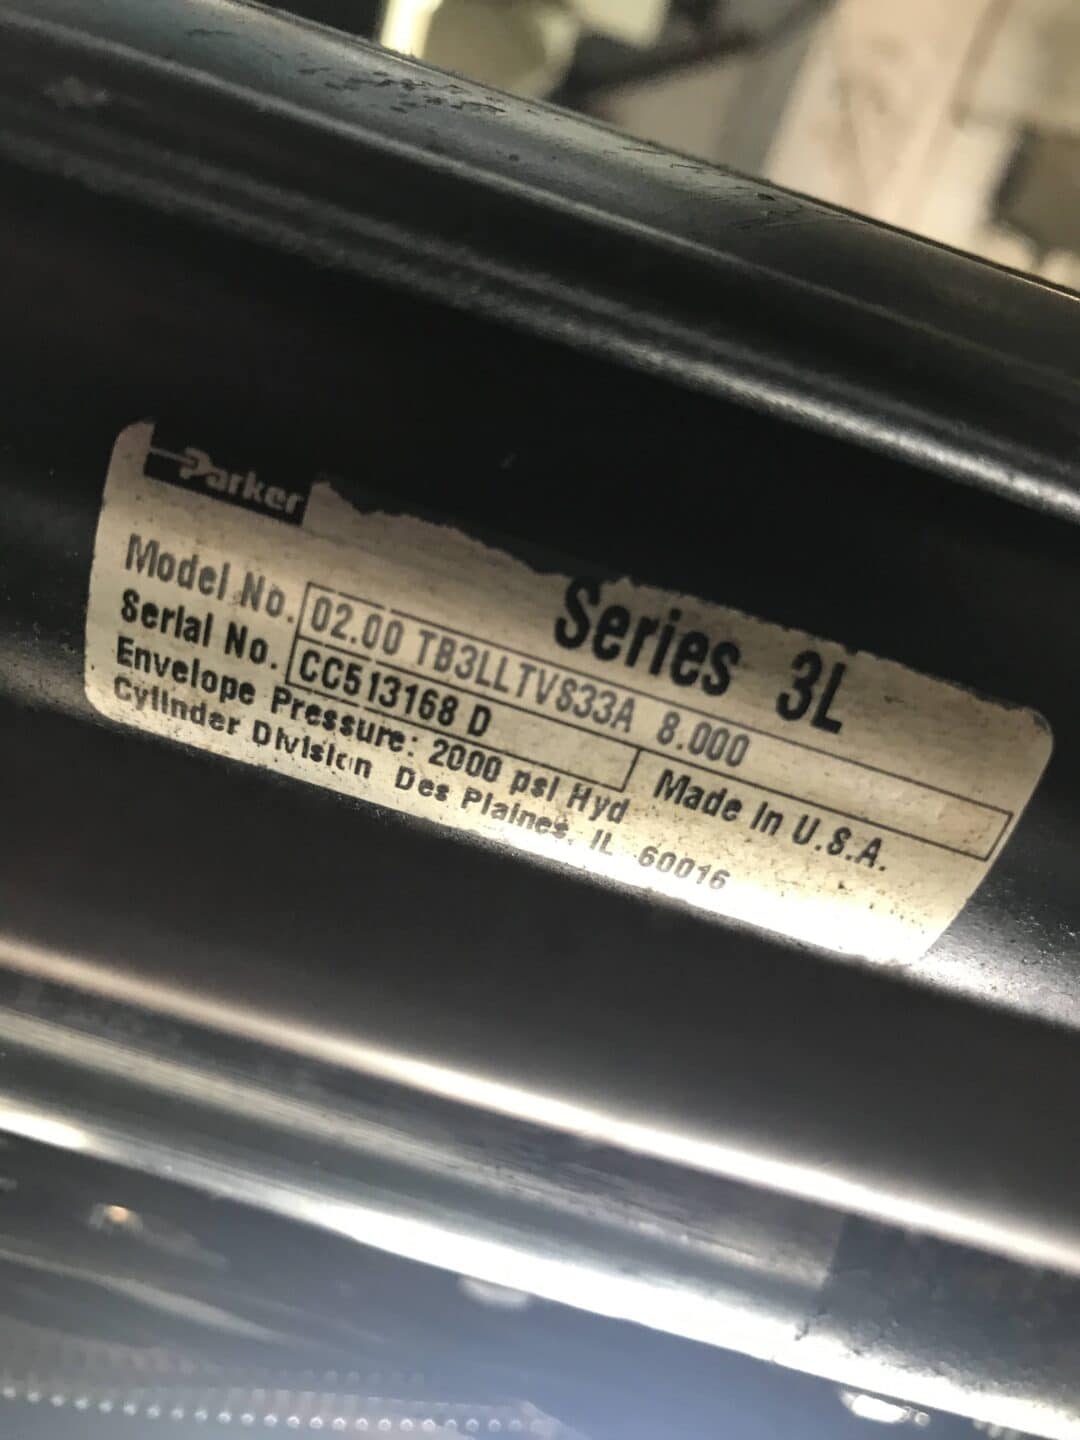 Parker
Series 3L
Model No. 02.00 TB3LLTV833A 8.000
Serial No. CC513168 D
Made in U.S.A.
Envelope Pressure: 2000 psi Hyd
Cylinder Division Des Plaines, IL 60016